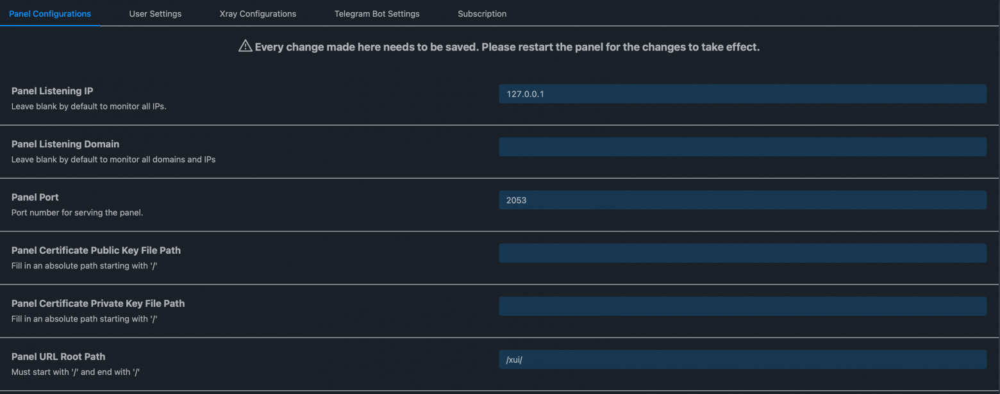 Panel Configurations User Settings Xray Configurations Telegram Bot Settings Subscription
Every change made here needs to be saved. Please restart the panel for the changes to take effect.
Panel Listening IP
127.0.0.1
Leave blank by default to monitor all IPs.
Panel Listening Domain
Leave blank by default to monitor all domains and IPs
Panel Port
2053
Port number for serving the panel.
Panel Certificate Public Key File Path
Fill in an absolute path starting with '/'
Panel Certificate Private Key File Path
Fill in an absolute path starting with '/'
Panel URL Root Path
/xui/
Must start with '/' and end with '/'